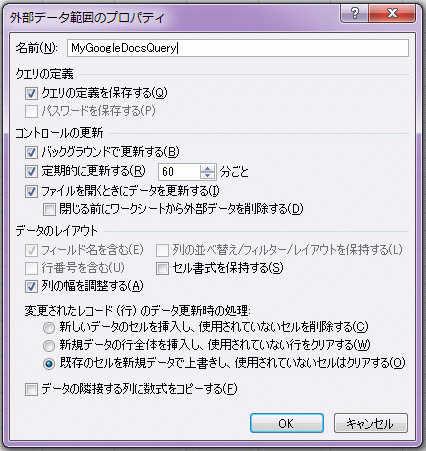 外部データ範囲のプロパティ
名前(N): MyGoogleDocsQuery
クエリの定義
クエリの定義を保存する(Q)
パスワードを保存する(P)
コントロールの更新
バックグラウンドで更新する(B)
定期的に更新する(R) 60 分ごと
ファイルを開くときにデータを更新する(I)
閉じる前にワークシートから外部データを削除する(D)
データのレイアウト
フィールド名を含む(E) 列の並べ替え/フィルター/レイアウトを保持する(L)
行番号を含む(U) セル書式を保持する(S)
列の幅を調整する(A)
変更されたレコード (行) のデータ更新時の処理:
新しいデータのセルを挿入し、使用されていないセルを削除する(C)
新規データの行全体を挿入し、使用されていない行をクリアする(W)
既存のセルを新規データで上書きし、使用されていないセルはクリアする(O)
データの隣接する列に数式をコピーする(F)
OK キャンセル